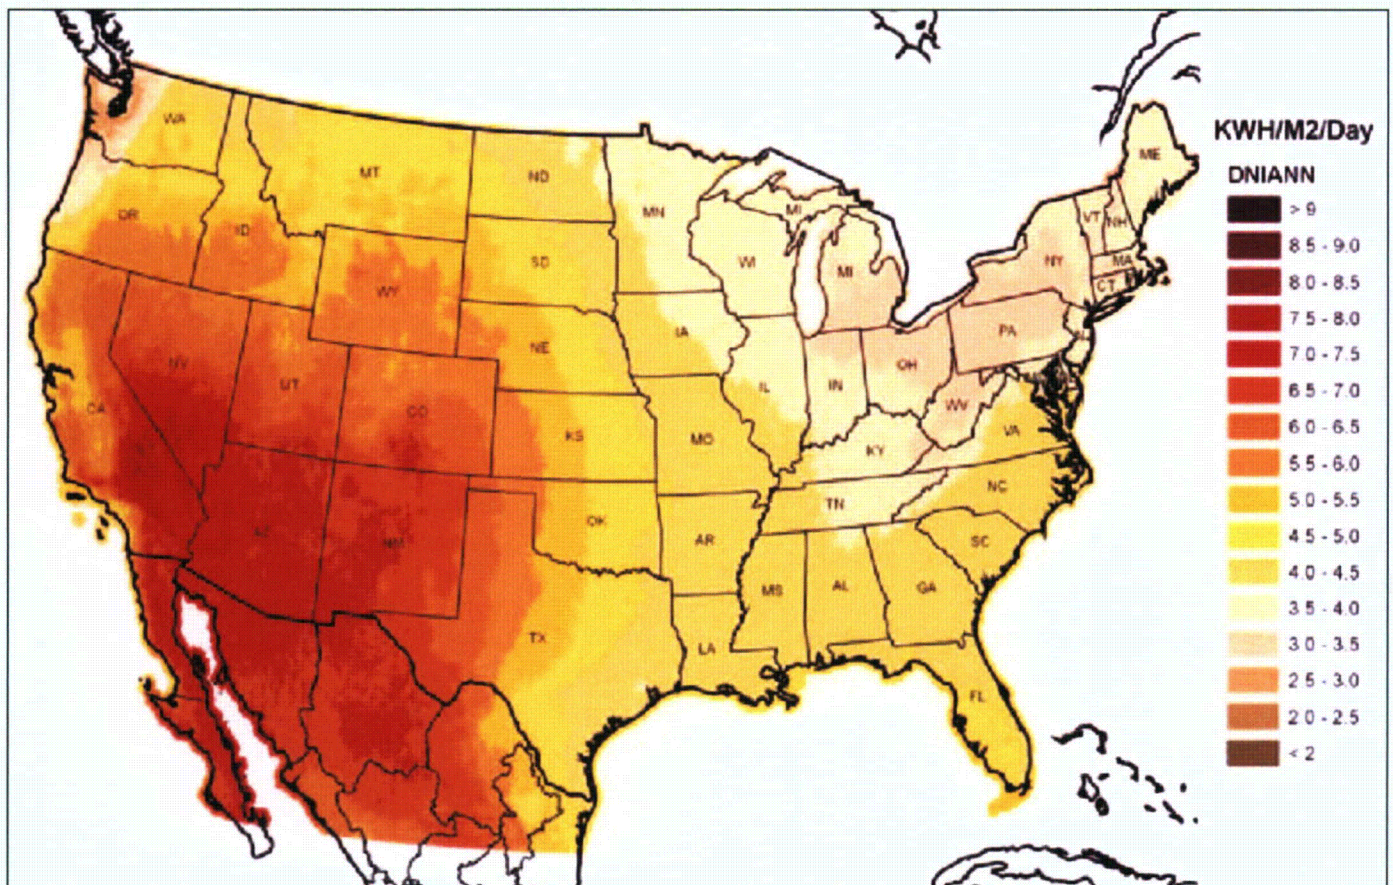 KWH/M2/Day
DNIANN
> 9
8.5 - 9.0
8.0 - 8.5
7.5 - 8.0
7.0 - 7.5
6.5 - 7.0
6.0 - 6.5
5.5 - 6.0
5.0 - 5.5
4.5 - 5.0
4.0 - 4.5
3.5 - 4.0
3.0 - 3.5
2.5 - 3.0
2.0 - 2.5
< 2
WA
MT
ND
MN
ME
OR
ID
WY
SD
WI
MI
MI
NY
VT
NH
MA
CT
NV
UT
CO
NE
IA
IL
IN
OH
PA
CA
KS
MO
KY
WV
VA
NM
OK
AR
TN
NC
SC
TX
LA
MS
AL
GA
FL